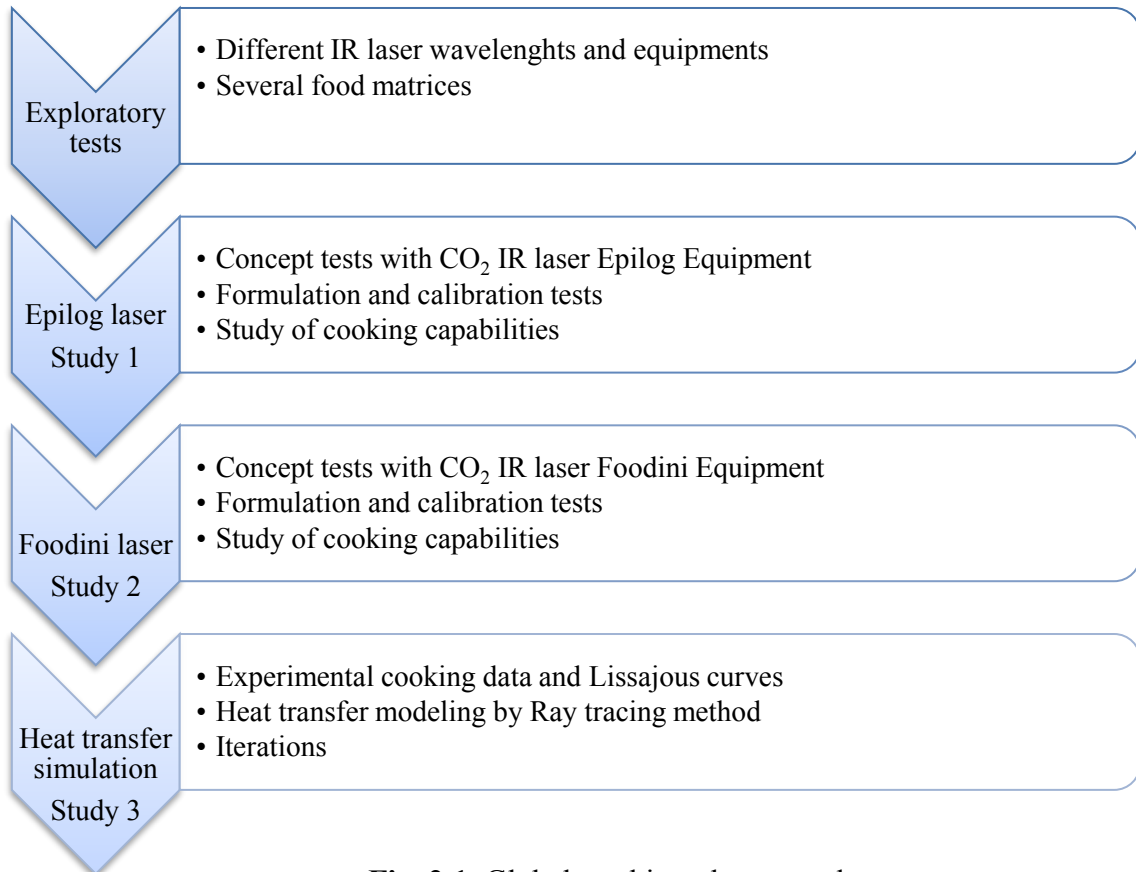 Exploratory
tests
• Different IR laser wavelenghts and equipments
• Several food matrices
Epilog laser
Study 1
• Concept tests with CO₂ IR laser Epilog Equipment
• Formulation and calibration tests
• Study of cooking capabilities
Foodini laser
Study 2
• Concept tests with CO₂ IR laser Foodini Equipment
• Formulation and calibration tests
• Study of cooking capabilities
Heat transfer
simulation
Study 3
• Experimental cooking data and Lissajous curves
• Heat transfer modeling by Ray tracing method
• Iterations